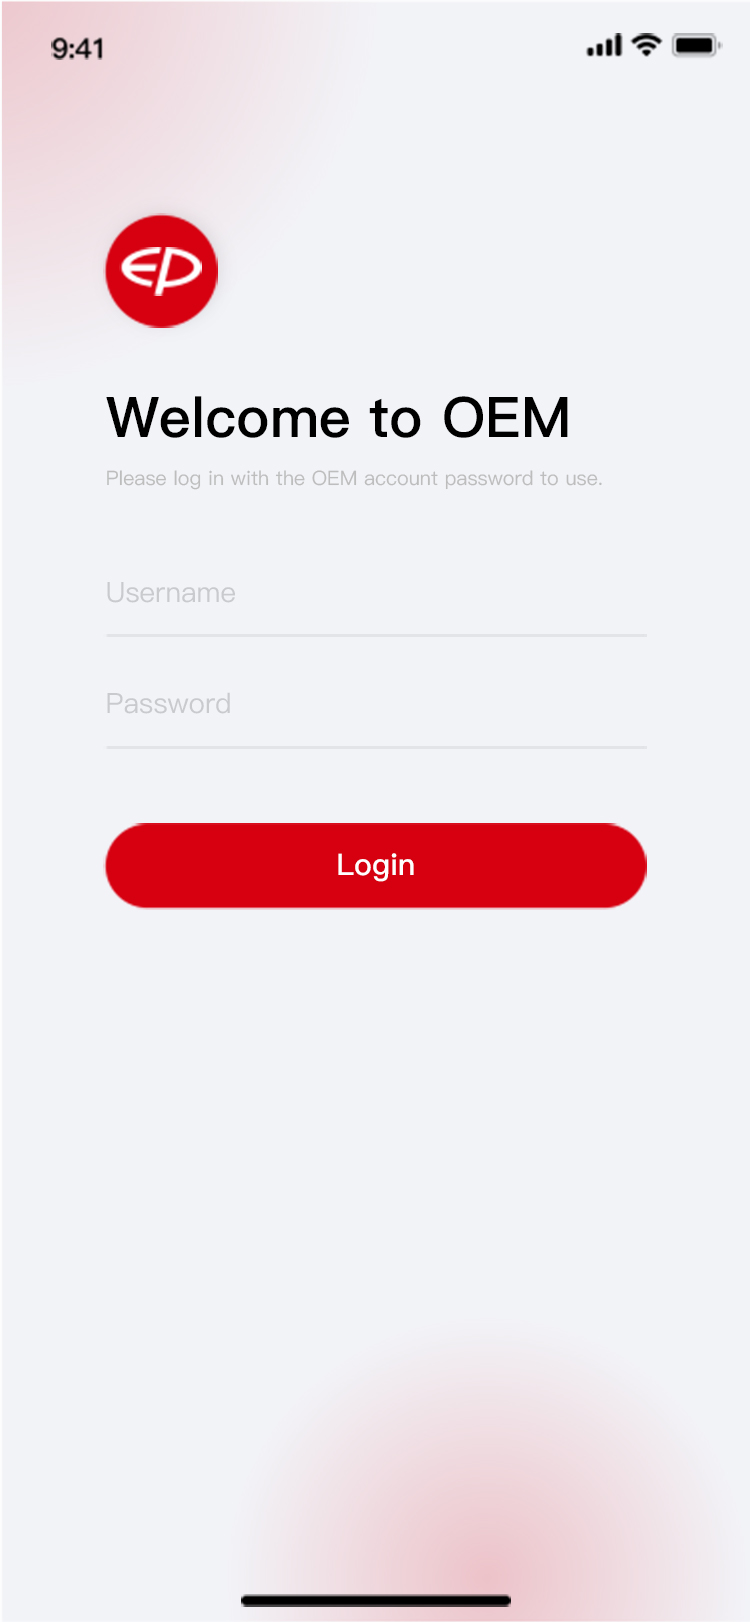 9:41
EP
Welcome to OEM
Please log in with the OEM account password to use.
Username
Password
Login